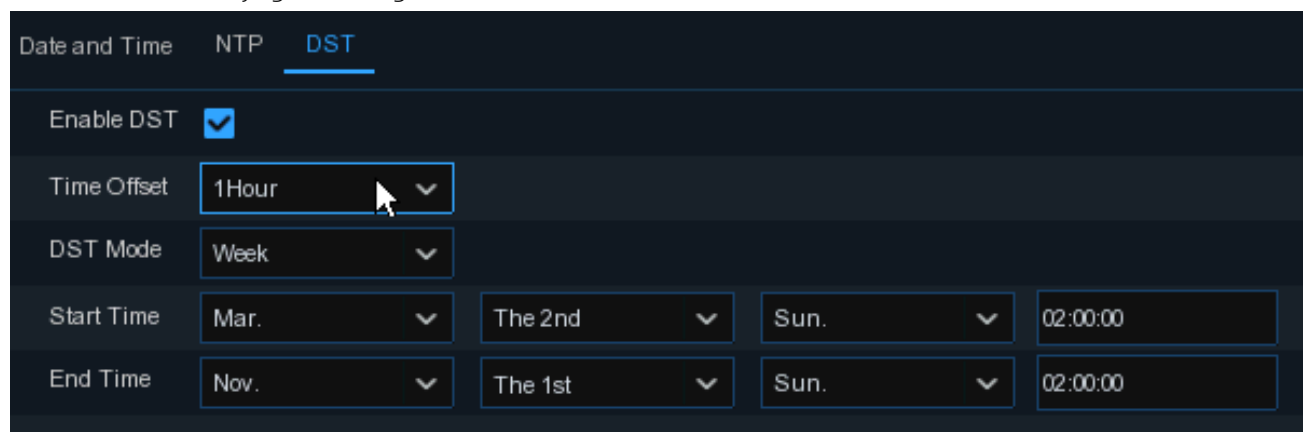 Date and Time NTP DST
Enable DST
Time Offset 1Hour
DST Mode Week
Start Time Mar. The 2nd Sun. 02:00:00
End Time Nov. The 1st Sun. 02:00:00